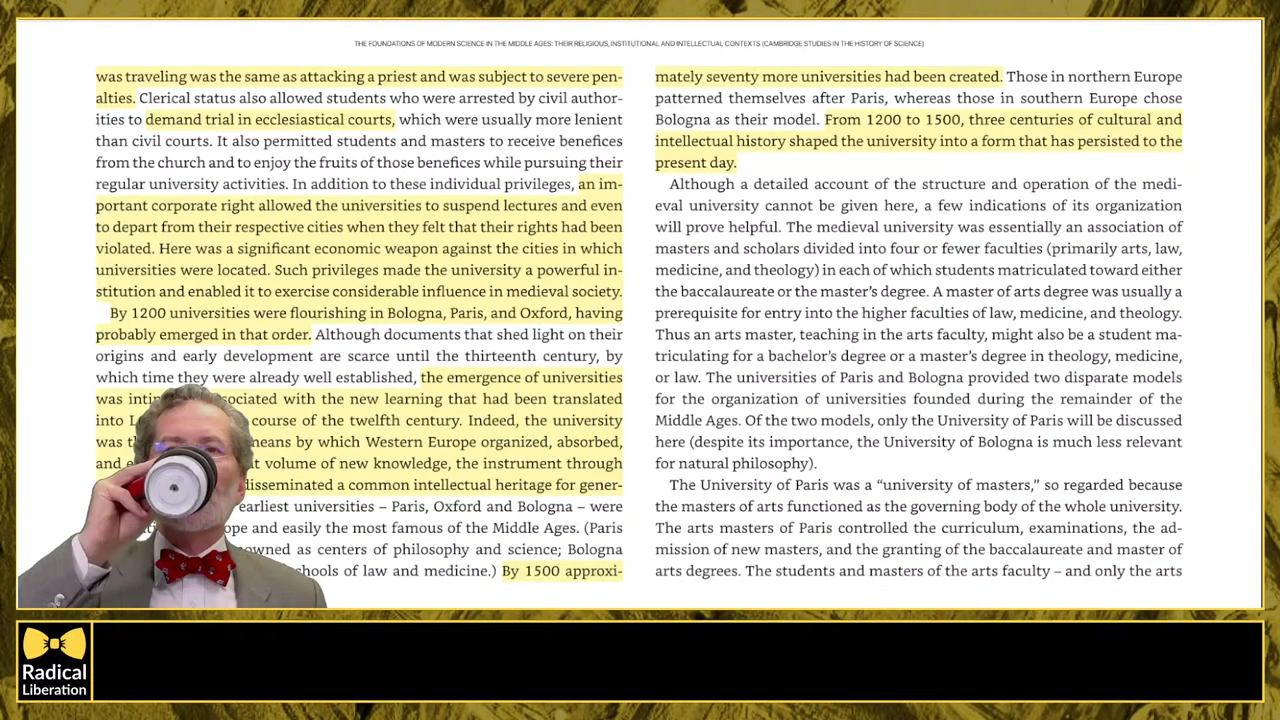 THE FOUNDATIONS OF MODERN SCIENCE IN THE MIDDLE AGES: THEIR RELIGIOUS, INSTITUTIONAL AND INTELLECTUAL CONTEXTS (CAMBRIDGE STUDIES IN THE HISTORY OF SCIENCE)
was traveling was the same as attacking a priest and was subject to severe pen-
alties. Clerical status also allowed students who were arrested by civil author-
ities to demand trial in ecclesiastical courts, which were usually more lenient
than civil courts. It also permitted students and masters to receive benefices
from the church and to enjoy the fruits of those benefices while pursuing their
regular university activities. In addition to these individual privileges, an im-
portant corporate right allowed the universities to suspend lectures and even
to depart from their respective cities when they felt that their rights had been
violated. Here was a significant economic weapon against the cities in which
universities were located. Such privileges made the university a powerful in-
stitution and enabled it to exercise considerable influence in medieval society.
By 1200 universities were flourishing in Bologna, Paris, and Oxford, having
probably emerged in that order. Although documents that shed light on their
origins and early development are scarce until the thirteenth century, by
which time they were already well established, the emergence of universities
was with the new learning that had been translated
into course of the twelfth century. Indeed, the university
was means by which Western Europe organized, absorbed,
and volume of new knowledge, the instrument through
disseminated a common intellectual heritage for gener-
earliest universities – Paris, Oxford and Bologna – were
and easily the most famous of the Middle Ages. (Paris
as centers of philosophy and science; Bologna
of law and medicine.) By 1500 approxi-
mately seventy more universities had been created. Those in northern Europe
patterned themselves after Paris, whereas those in southern Europe chose
Bologna as their model. From 1200 to 1500, three centuries of cultural and
intellectual history shaped the university into a form that has persisted to the
present day.
Although a detailed account of the structure and operation of the medi-
eval university cannot be given here, a few indications of its organization
will prove helpful. The medieval university was essentially an association of
masters and scholars divided into four or fewer faculties (primarily arts, law,
medicine, and theology) in each of which students matriculated toward either
the baccalaureate or the master’s degree. A master of arts degree was usually a
prerequisite for entry into the higher faculties of law, medicine, and theology.
Thus an arts master, teaching in the arts faculty, might also be a student ma-
triculating for a bachelor’s degree or a master’s degree in theology, medicine,
or law. The universities of Paris and Bologna provided two disparate models
for the organization of universities founded during the remainder of the
Middle Ages. Of the two models, only the University of Paris will be discussed
here (despite its importance, the University of Bologna is much less relevant
for natural philosophy).
The University of Paris was a “university of masters,” so regarded because
the masters of arts functioned as the governing body of the whole university.
The arts masters of Paris controlled the curriculum, examinations, the ad-
mission of new masters, and the granting of the baccalaureate and master of
arts degrees. The students and masters of the arts faculty – and only the arts
Radical
Liberation